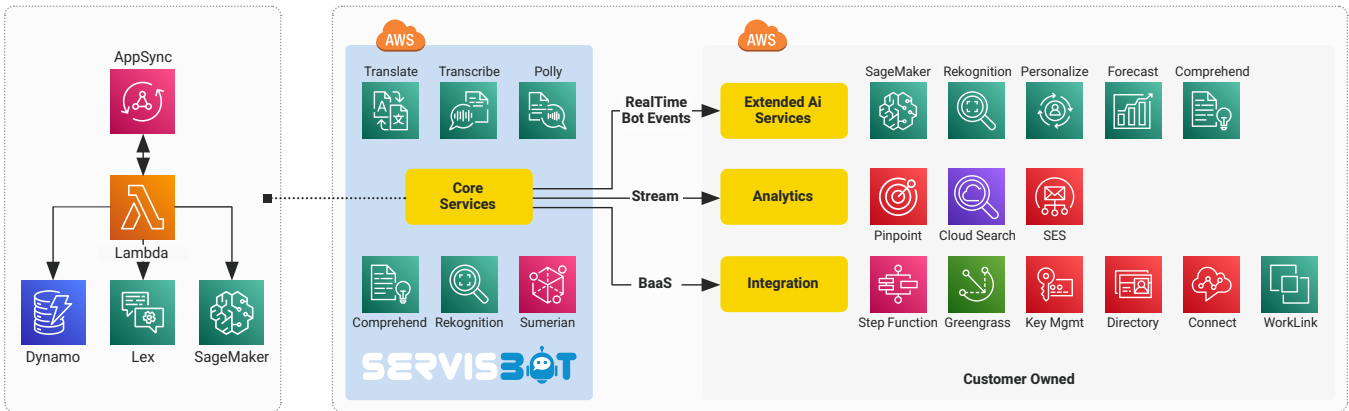 AppSync
Lambda
Dynamo
Lex
SageMaker
AWS
Translate
Transcribe
Polly
A
文
Core
Services
Comprehend
Rekognition
Sumerian
SERVISBOT
RealTime
Bot Events
Stream
BaaS
AWS
Extended Ai
Services
Analytics
Integration
SageMaker
Rekognition
Personalize
Forecast
Comprehend
Pinpoint
Cloud Search
SES
Step Function
Greengrass
Key Mgmt
Directory
Connect
WorkLink
Customer Owned